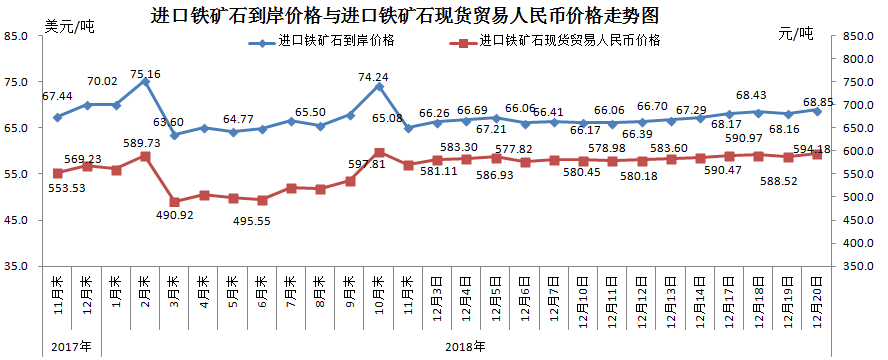 进口铁矿石到岸价格与进口铁矿石现货贸易人民币价格走势图
美元/吨
元/吨
进口铁矿石到岸价格
进口铁矿石现货贸易人民币价格
85.0
75.0
65.0
55.0
45.0
35.0
850.0
800.0
750.0
700.0
650.0
600.0
550.0
500.0
450.0
400.0
350.0
67.44
70.02
75.16
63.60
64.77
65.50
74.24
65.08
66.26
66.69
67.21
66.06
66.41
66.17
66.06
66.39
66.70
67.29
68.17
68.43
68.16
68.85
553.53
569.23
589.73
490.92
495.55
597.81
581.11
583.30
586.93
577.82
580.45
578.98
580.18
583.60
590.47
590.97
588.52
594.18
11月末
12月末
1月末
2月末
3月末
4月末
5月末
6月末
7月末
8月末
9月末
10月末
11月末
12月3日
12月4日
12月5日
12月6日
12月7日
12月10日
12月11日
12月12日
12月13日
12月14日
12月17日
12月18日
12月19日
12月20日
2017年
2018年